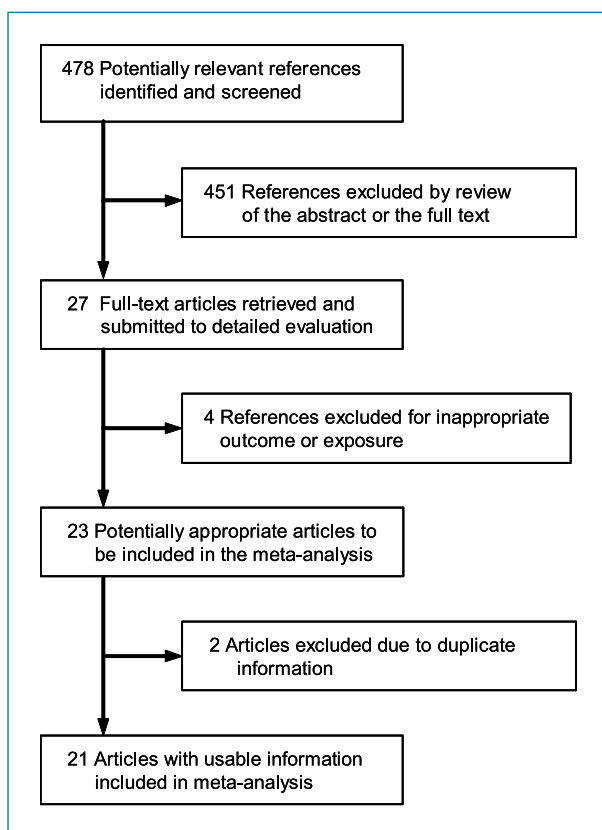 478 Potentially relevant references
identified and screened
451 References excluded by review
of the abstract or the full text
27 Full-text articles retrieved and
submitted to detailed evaluation
4 References excluded for inappropriate
outcome or exposure
23 Potentially appropriate articles to
be included in the meta-analysis
2 Articles excluded due to duplicate
information
21 Articles with usable information
included in meta-analysis